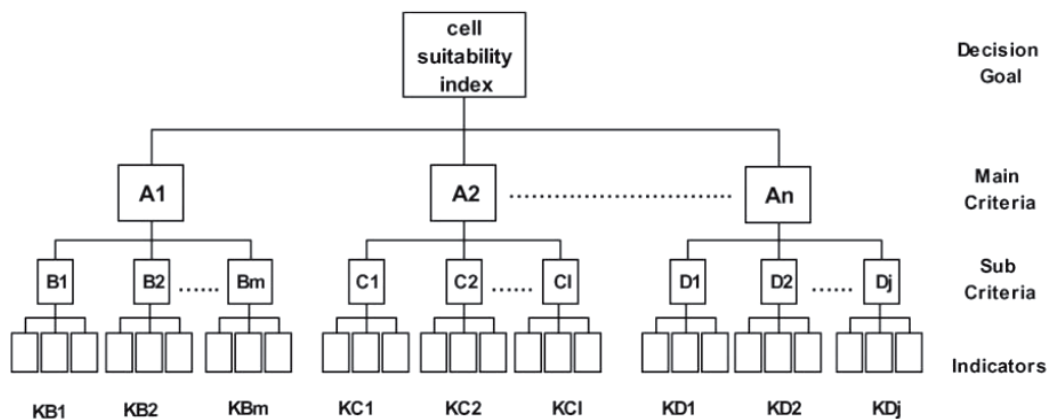 cell
suitability
index
Decision
Goal
A1
A2
....................
An
Main
Criteria
B1
B2
......
Bm
C1
C2
......
Cl
D1
D2
......
Dj
Sub
Criteria
Indicators
KB1
KB2
KBm
KC1
KC2
KCl
KD1
KD2
KDj